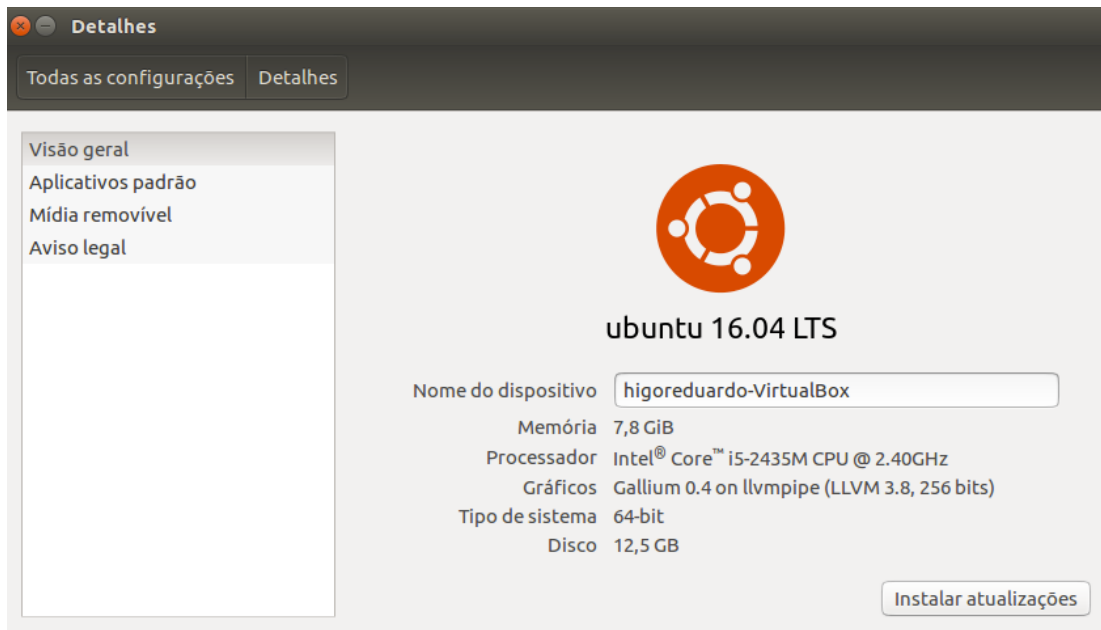 Detalhes
Todas as configurações Detalhes
Visão geral
Aplicativos padrão
Mídia removível
Aviso legal
ubuntu 16.04 LTS
Nome do dispositivo higoreduardo-VirtualBox
Memória 7,8 GiB
Processador Intel® Core™ i5-2435M CPU @ 2.40GHz
Gráficos Gallium 0.4 on llvmpipe (LLVM 3.8, 256 bits)
Tipo de sistema 64-bit
Disco 12,5 GB
Instalar atualizações